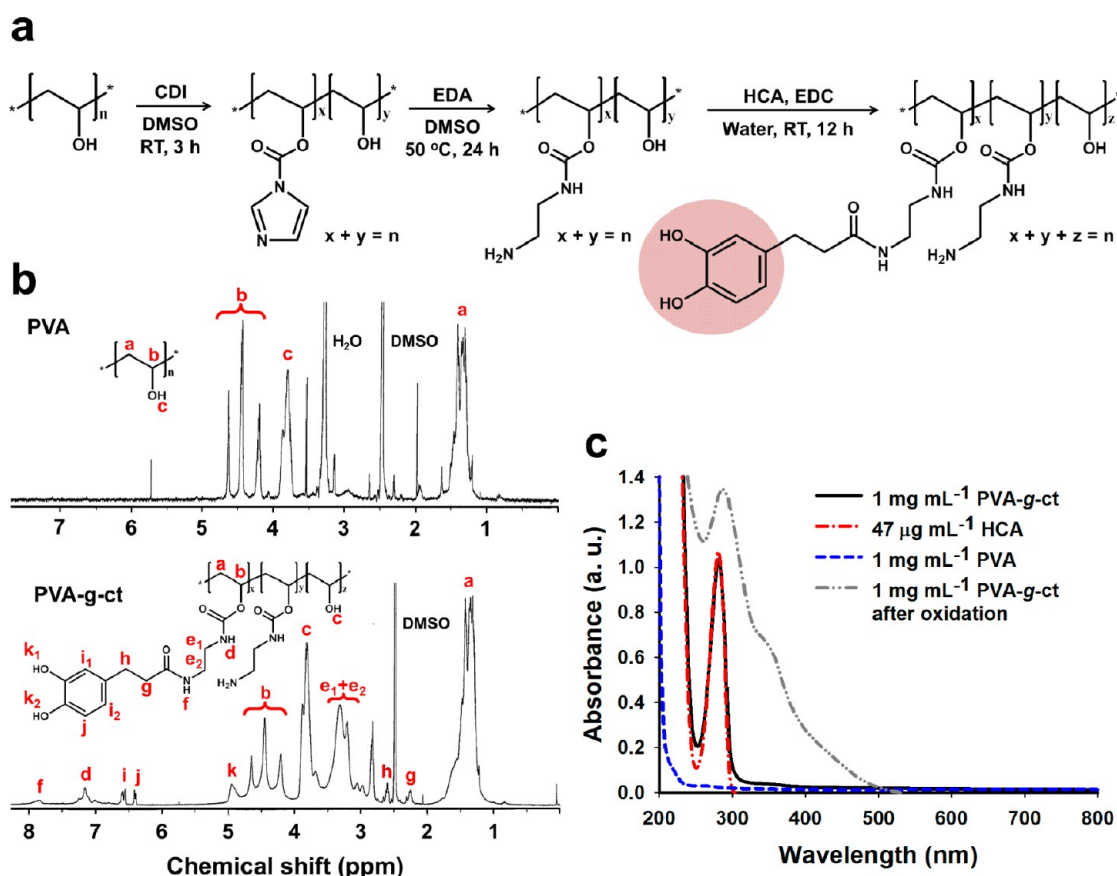 a
CDI
DMSO
RT, 3 h
EDA
DMSO
50 °C, 24 h
HCA, EDC
Water, RT, 12 h
* n *
OH
* x y *
O O OH
N
N
x + y = n
* x y *
O O OH
NH
H₂N
x + y = n
* x y z *
O O O O OH
NH NH
HO
HO
O
N
H
H₂N
x + y + z = n
b
PVA
a b
* n *
OH
c
b
c
H₂O
DMSO
a
7 6 5 4 3 2 1
PVA-g-ct
a b
* x y z *
O O O O OH
c
e₁ NH d NH
e₂
k₁ HO i₁ h O
g N
H
f
H₂N
k₂ HO j i₂
f d i j k b c e₁+e₂ h DMSO g a
8 7 6 5 4 3 2 1
Chemical shift (ppm)
c
1 mg mL⁻¹ PVA-g-ct
47 μg mL⁻¹ HCA
1 mg mL⁻¹ PVA
1 mg mL⁻¹ PVA-g-ct
after oxidation
Absorbance (a. u.)
1.4
1.2
1.0
0.8
0.6
0.4
0.2
0.0
200 300 400 500 600 700 800
Wavelength (nm)